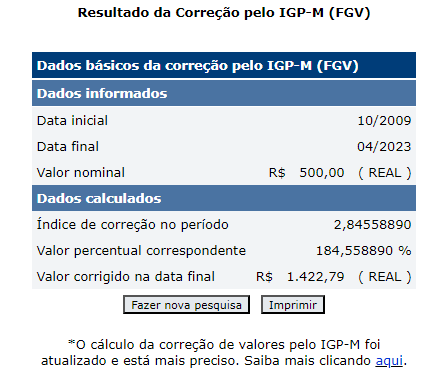 Resultado da Correção pelo IGP-M (FGV)
Dados básicos da correção pelo IGP-M (FGV)
Dados informados
Data inicial 10/2009
Data final 04/2023
Valor nominal R$ 500,00 ( REAL )
Dados calculados
Índice de correção no período 2,84558890
Valor percentual correspondente 184,558890 %
Valor corrigido na data final R$ 1.422,79 ( REAL )
Fazer nova pesquisa Imprimir
*O cálculo da correção de valores pelo IGP-M foi
atualizado e está mais preciso. Saiba mais clicando aqui.